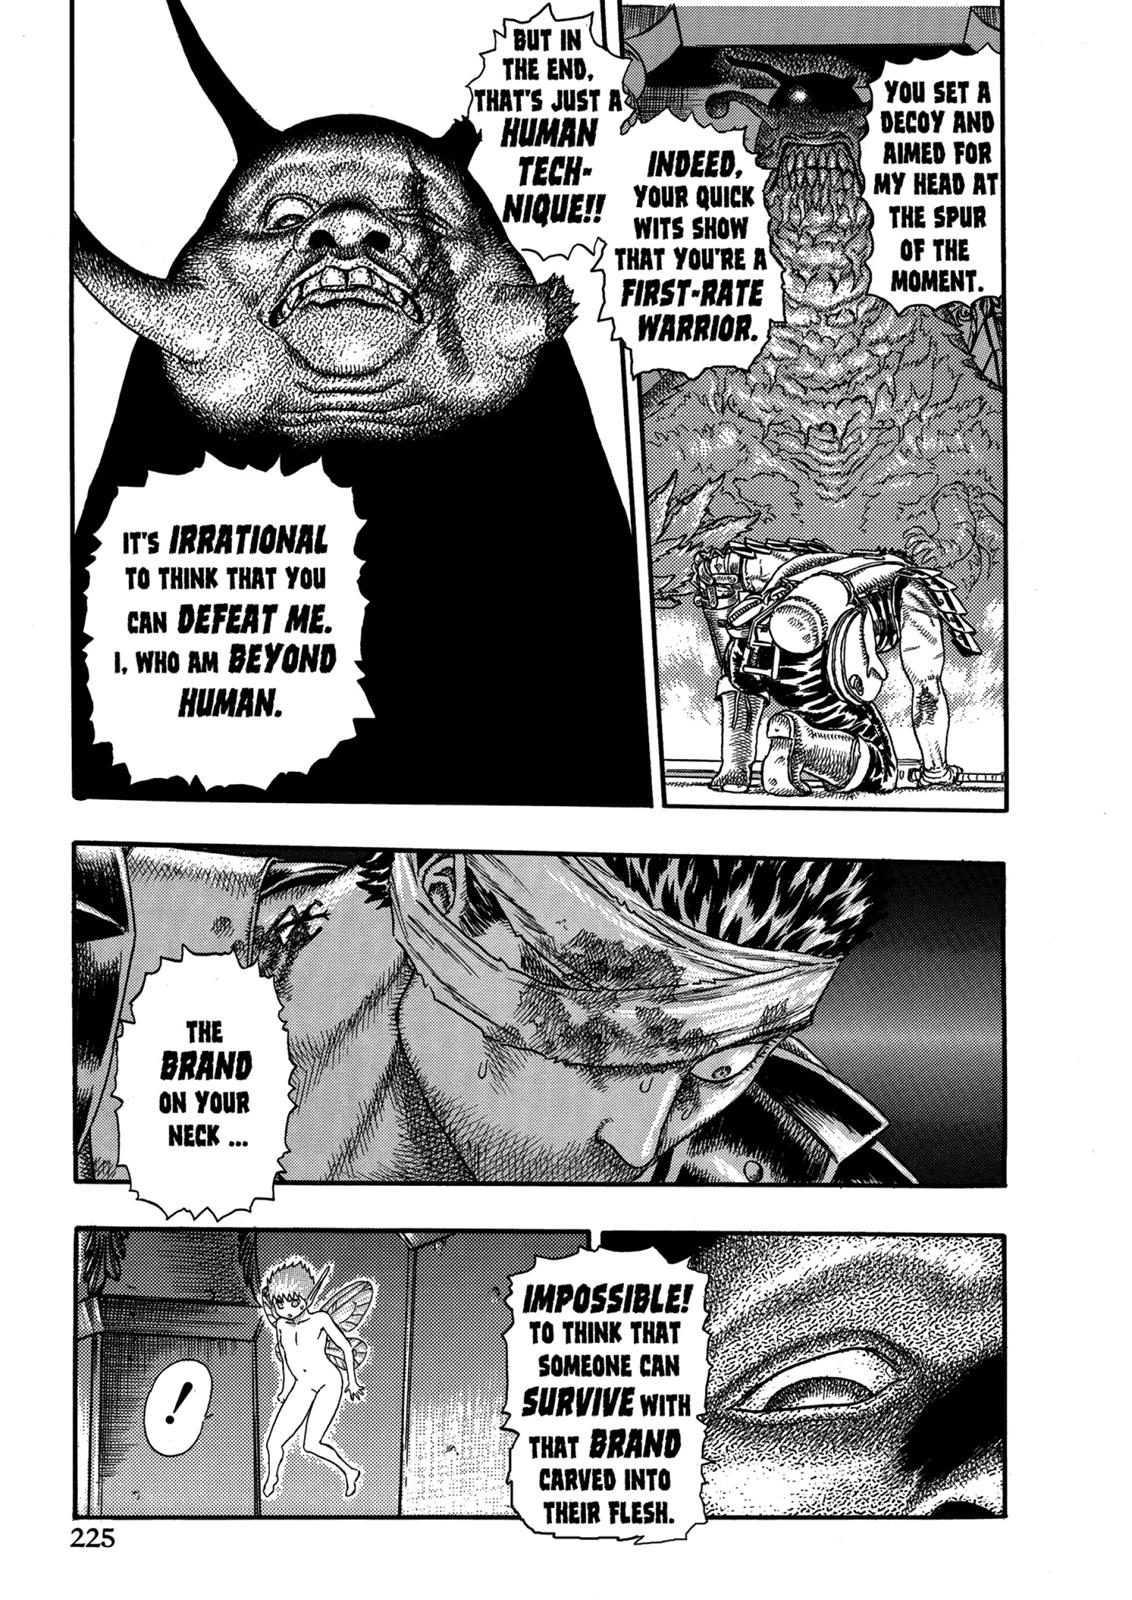 YOU SET A
DECOY AND
AIMED FOR
MY HEAD AT
THE SPUR
OF THE
MOMENT.
INDEED,
YOUR QUICK
WITS SHOW
THAT YOU'RE A
FIRST-RATE
WARRIOR.
BUT IN
THE END,
THAT'S JUST A
HUMAN
TECH-
NIQUE!!
IT'S IRRATIONAL
TO THINK THAT YOU
CAN DEFEAT ME.
I, WHO AM BEYOND
HUMAN.
THE
BRAND
ON YOUR
NECK ...
IMPOSSIBLE!
TO THINK THAT
SOMEONE CAN
SURVIVE WITH
THAT BRAND
CARVED INTO
THEIR FLESH.
!
225